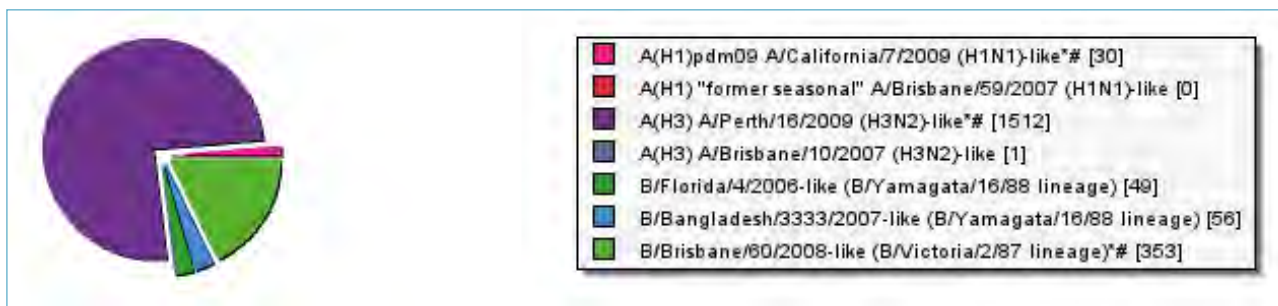 A(H1)pdm09 A/California/7/2009 (H1N1)-like*# [30]
A(H1) "former seasonal" A/Brisbane/59/2007 (H1N1)-like [0]
A(H3) A/Perth/16/2009 (H3N2)-like*# [1512]
A(H3) A/Brisbane/10/2007 (H3N2)-like [1]
B/Florida/4/2006-like (B/Yamagata/16/88 lineage) [49]
B/Bangladesh/3333/2007-like (B/Yamagata/16/88 lineage) [56]
B/Brisbane/60/2008-like (B/Victoria/2/87 lineage)*# [353]